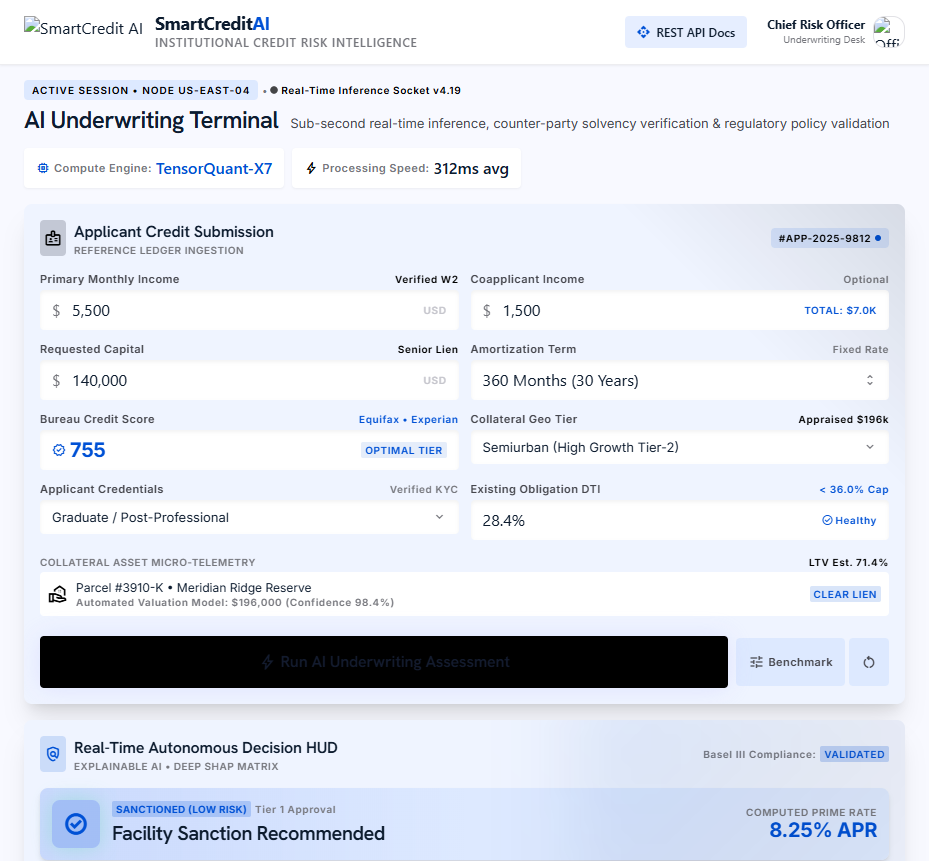 SmartCredit AI
SmartCreditAI
INSTITUTIONAL CREDIT RISK INTELLIGENCE
REST API Docs
Chief Risk Officer
Underwriting Desk
ACTIVE SESSION • NODE US-EAST-04 • Real-Time Inference Socket v4.19
AI Underwriting Terminal Sub-second real-time inference, counter-party solvency verification & regulatory policy validation
Compute Engine: TensorQuant-X7
Processing Speed: 312ms avg
Applicant Credit Submission
REFERENCE LEDGER INGESTION
#APP-2025-9812
Primary Monthly Income Verified W2
$ 5,500 USD
Coapplicant Income Optional
$ 1,500 TOTAL: $7.0K
Requested Capital Senior Lien
$ 140,000 USD
Amortization Term Fixed Rate
360 Months (30 Years)
Bureau Credit Score Equifax • Experian
755 OPTIMAL TIER
Collateral Geo Tier Appraised $196k
Semiurban (High Growth Tier-2)
Applicant Credentials Verified KYC
Graduate / Post-Professional
Existing Obligation DTI < 36.0% Cap
28.4% Healthy
COLLATERAL ASSET MICRO-TELEMETRY LTV Est. 71.4%
Parcel #3910-K • Meridian Ridge Reserve
Automated Valuation Model: $196,000 (Confidence 98.4%)
CLEAR LIEN
Run AI Underwriting Assessment
Benchmark
Real-Time Autonomous Decision HUD
EXPLAINABLE AI • DEEP SHAP MATRIX
Basel III Compliance: VALIDATED
SANCTIONED (LOW RISK) Tier 1 Approval
Facility Sanction Recommended
COMPUTED PRIME RATE
8.25% APR